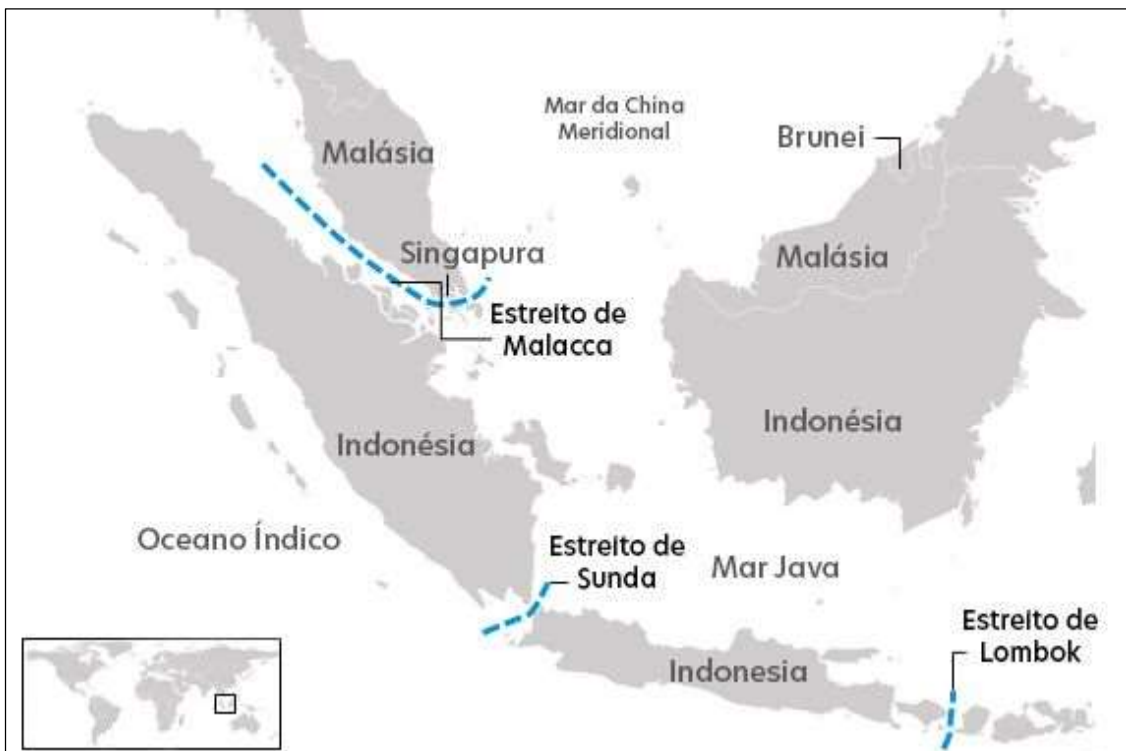 Mar da China
Meridional
Brunei
Malásia
Singapura
Malásia
Estreito de
Malacca
Indonésia
Indonésia
Oceano Índico
Estreito de
Sunda
Mar Java
Estreito de
Lombok
Indonesia